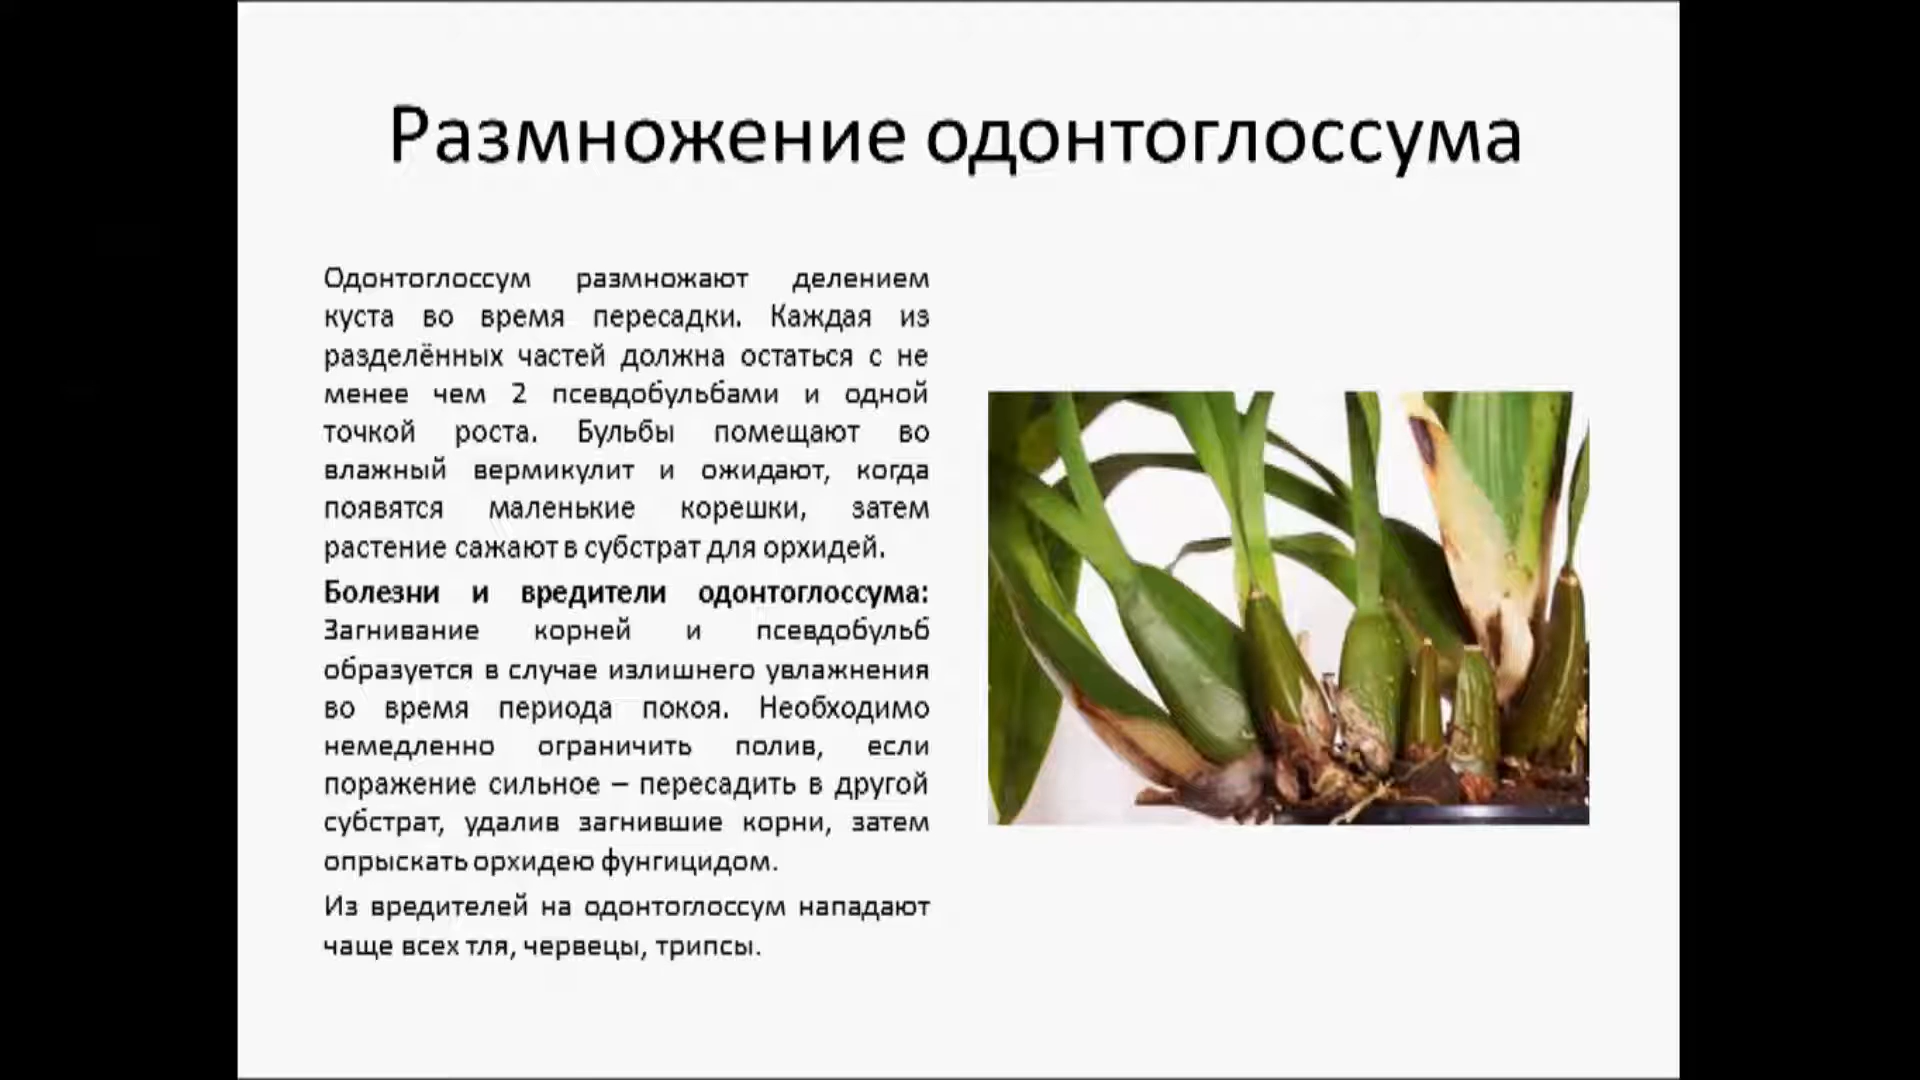 Размножение одонтоглоссума
Одонтоглоссум размножают делением
куста во время пересадки. Каждая из
разделённых частей должна остаться с не
менее чем 2 псевдобульбами и одной
точкой роста. Бульбы помещают во
влажный вермикулит и ожидают, когда
появятся маленькие корешки, затем
растение сажают в субстрат для орхидей.
Болезни и вредители одонтоглоссума:
Загнивание корней и псевдобульб
образуется в случае излишнего увлажнения
во время периода покоя. Необходимо
немедленно ограничить полив, если
поражение сильное – пересадить в другой
субстрат, удалив загнившие корни, затем
опрыскать орхидею фунгицидом.
Из вредителей на одонтоглоссум нападают
чаще всех тля, червецы, трипсы.